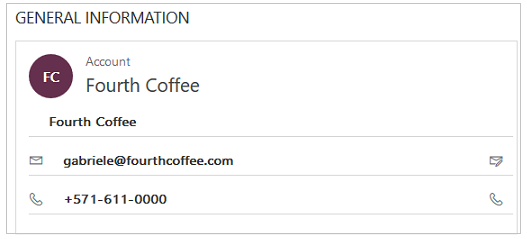 GENERAL INFORMATION
FC
Account
Fourth Coffee
Fourth Coffee
gabriele@fourthcoffee.com
+571-611-0000